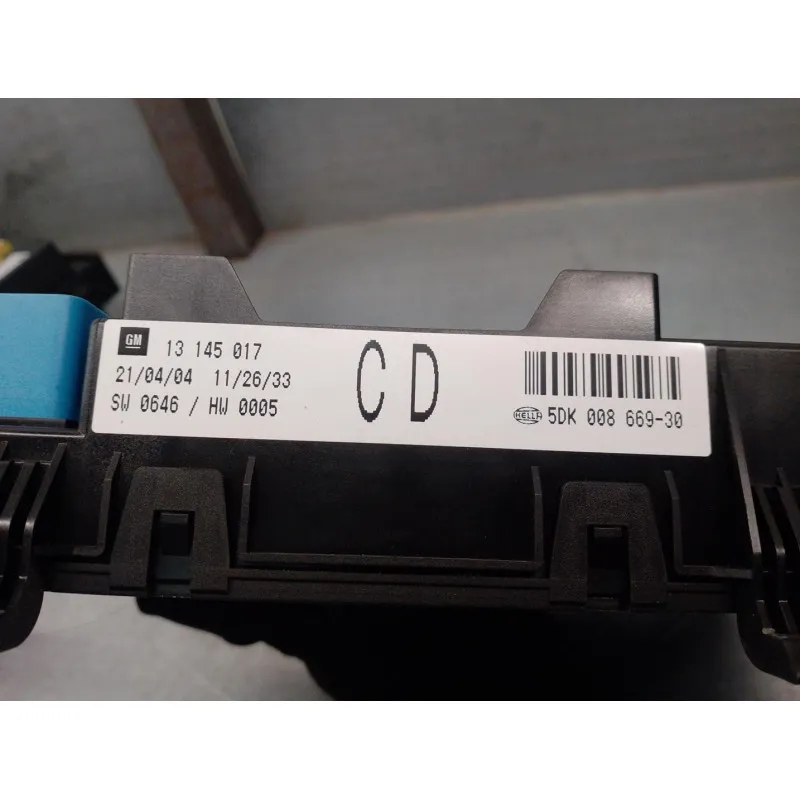 GM 13 145 017
21/04/04 11/26/33
SW 0646 / HW 0005
C D
HELLA 5DK 008 669-30